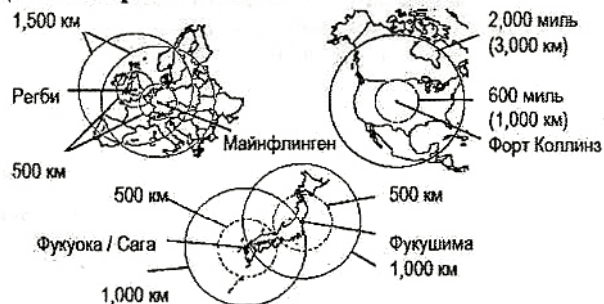 1,500 км
Регби
500 км
Майнфлинген
2,000 миль
(3,000 км)
600 миль
(1,000 км)
Форт Коллинз
500 км
500 км
Фукуока / Сага
Фукушима
1,000 км
1,000 км